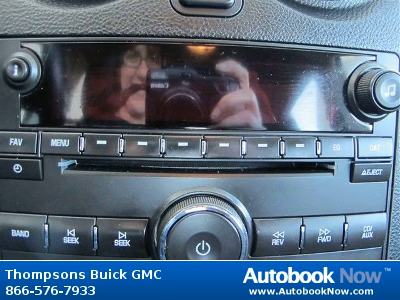 FAV
MENU
EQ
CAT
EJECT
BAND
SEEK
SEEK
REV
FWD
CD/
AUX
Thompsons Buick GMC
866-576-7933
Autobook Now
www.AutobookNow.com